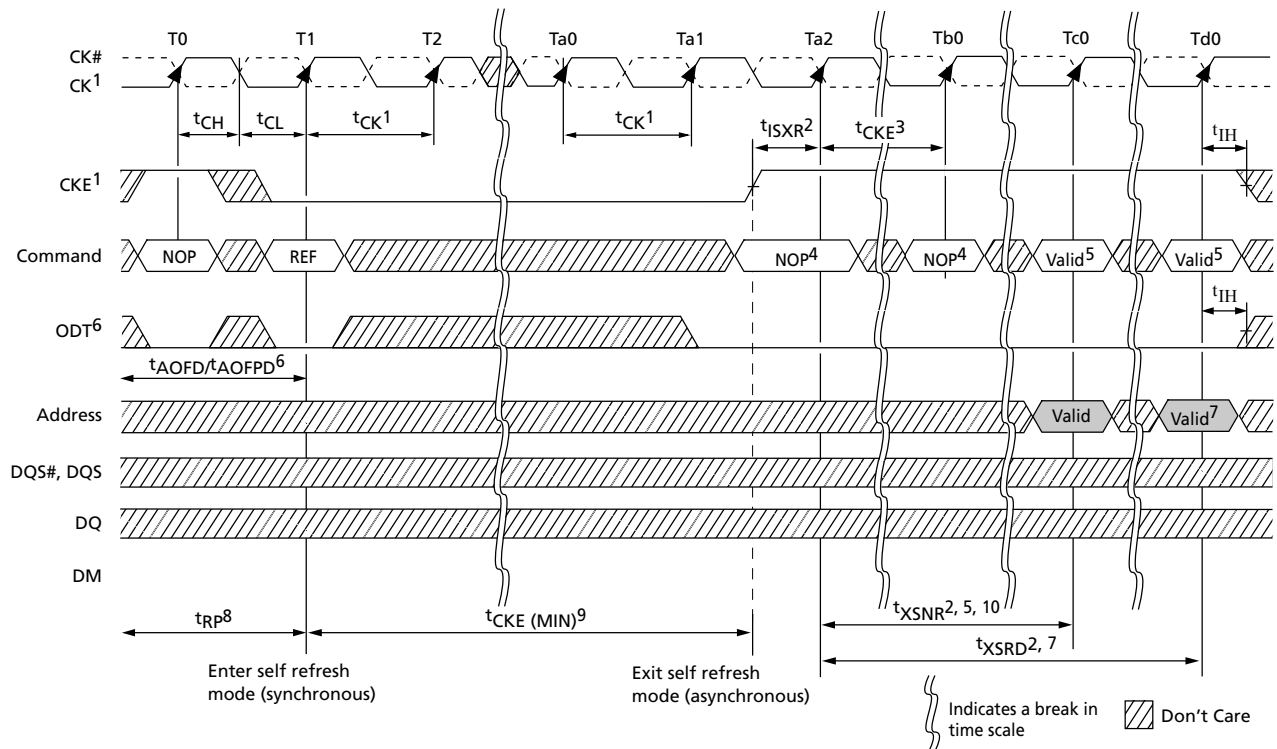 T0 T1 T2 Ta0 Ta1 Ta2 Tb0 Tc0 Td0
CK#
CK1
tCH tCL tCK1 tCK1 tISXR2 tCKE3 tIH
CKE1
Command NOP REF NOP4 NOP4 Valid5 Valid5
tIH
ODT6
tAOFD/tAOFPD6
Address Valid Valid7
DQS#, DQS
DQ
DM
tRP8 tCKE (MIN)9 tXSNR2, 5, 10
tXSRD2, 7
Enter self refresh
mode (synchronous)
Exit self refresh
mode (asynchronous)
Indicates a break in
time scale
Don't Care